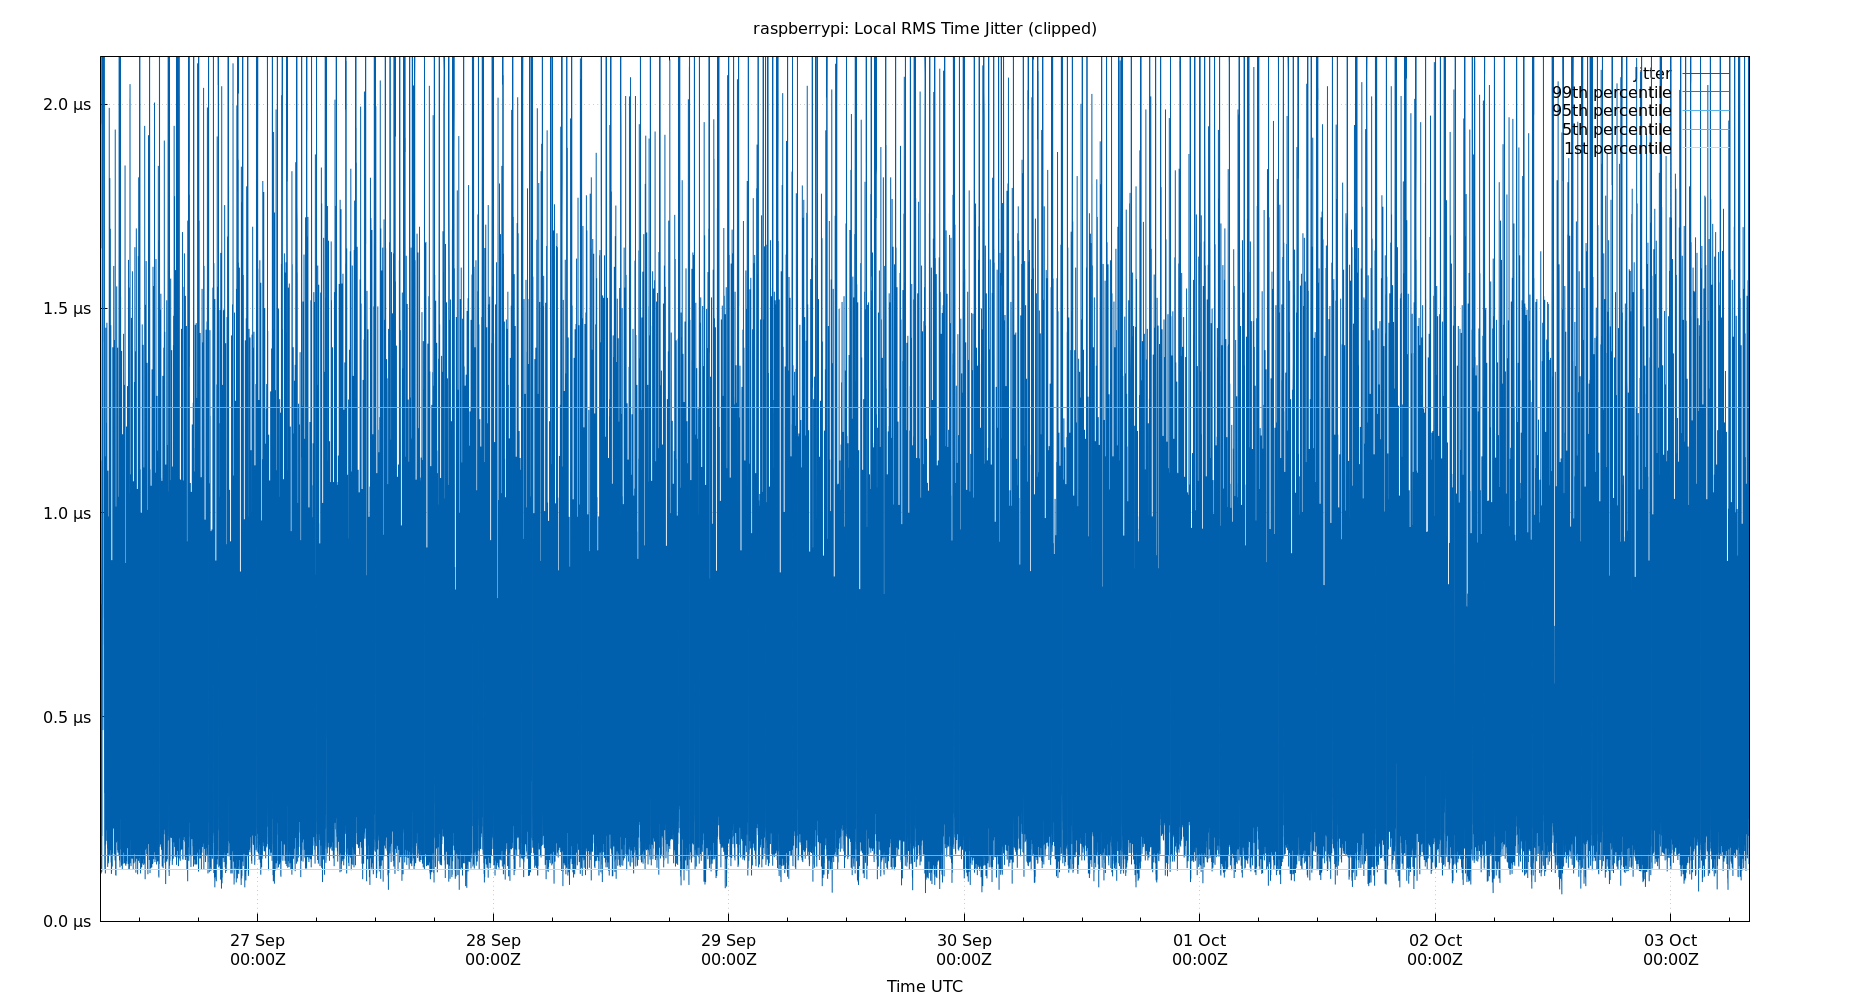 raspberrypi: Local RMS Time Jitter (clipped)
jitter
99th percentile
95th percentile
5th percentile
1st percentile
2.0 µs
1.5 µs
1.0 µs
0.5 µs
0.0 µs
27 Sep 28 Sep 29 Sep 30 Sep 01 Oct 02 Oct 03 Oct
00:00Z 00:00Z 00:00Z 00:00Z 00:00Z 00:00Z 00:00Z
Time UTC